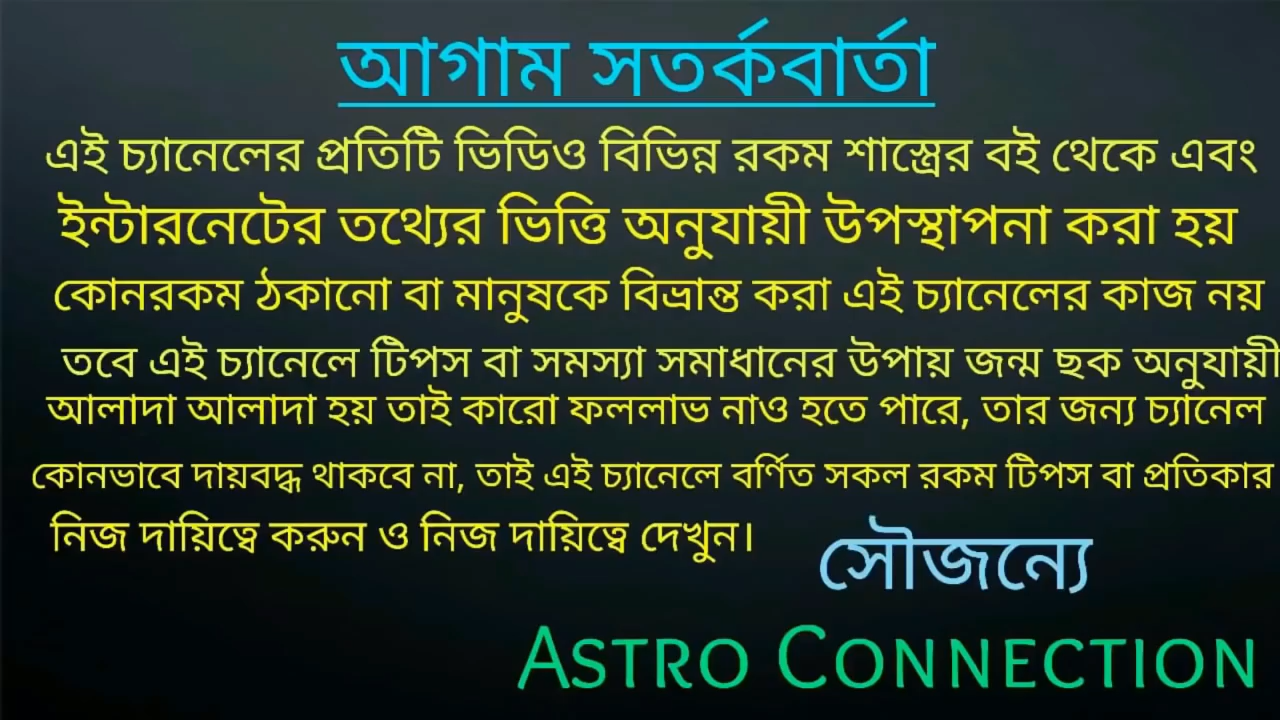 আগাম সতর্কবার্তা
এই চ্যানেলের প্রতিটি ভিডিও বিভিন্ন রকম শাস্ত্রের বই থেকে এবং
ইন্টারনেটের তথ্যের ভিত্তি অনুযায়ী উপস্থাপনা করা হয়
কোনরকম ঠকানো বা মানুষকে বিভ্রান্ত করা এই চ্যানেলের কাজ নয়
তবে এই চ্যানেলে টিপস বা সমস্যা সমাধানের উপায় জন্ম ছক অনুযায়ী
আলাদা আলাদা হয় তাই কারো ফললাভ নাও হতে পারে, তার জন্য চ্যানেল
কোনভাবে দায়বদ্ধ থাকবে না, তাই এই চ্যানেলে বর্ণিত সকল রকম টিপস বা প্রতিকার
নিজ দায়িত্বে করুন ও নিজ দায়িত্বে দেখুন।
সৌজন্যে
ASTRO CONNECTION